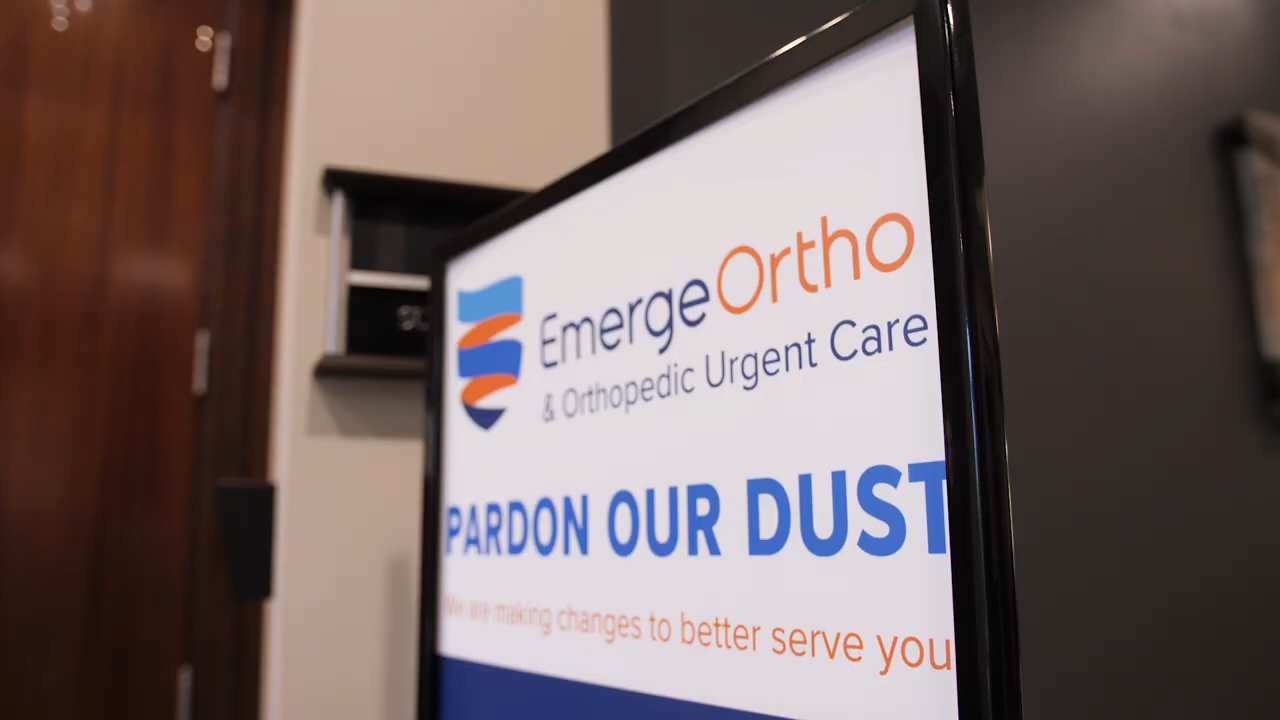 EmergeOrtho
& Orthopedic Urgent Care
PARDON OUR DUST
We are making changes to better serve you